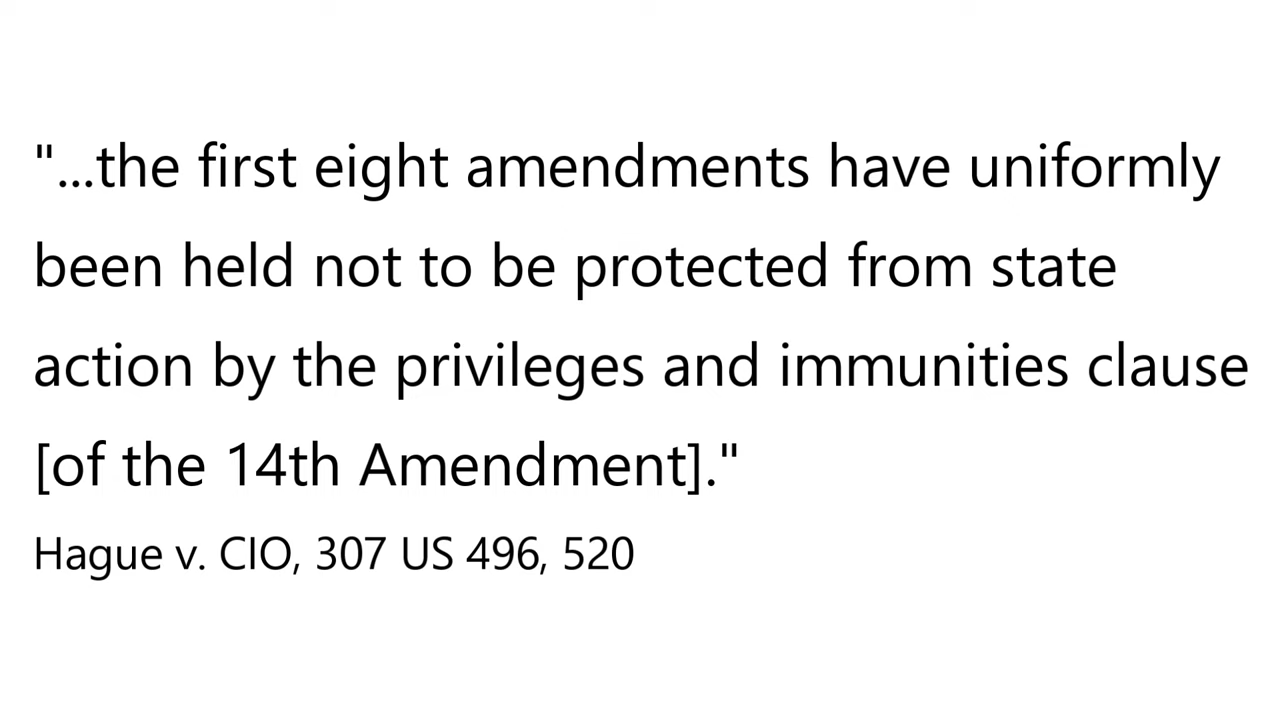 "...the first eight amendments have uniformly
been held not to be protected from state
action by the privileges and immunities clause
[of the 14th Amendment]."
Hague v. CIO, 307 US 496, 520